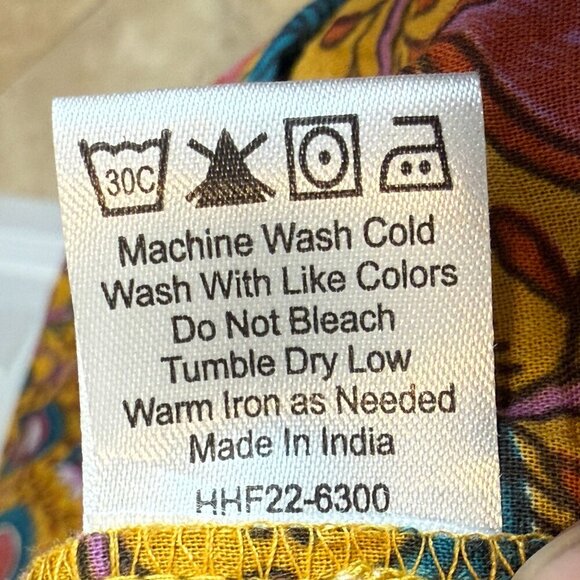 30C
Machine Wash Cold
Wash With Like Colors
Do Not Bleach
Tumble Dry Low
Warm Iron as Needed
Made In India
HHF22-6300